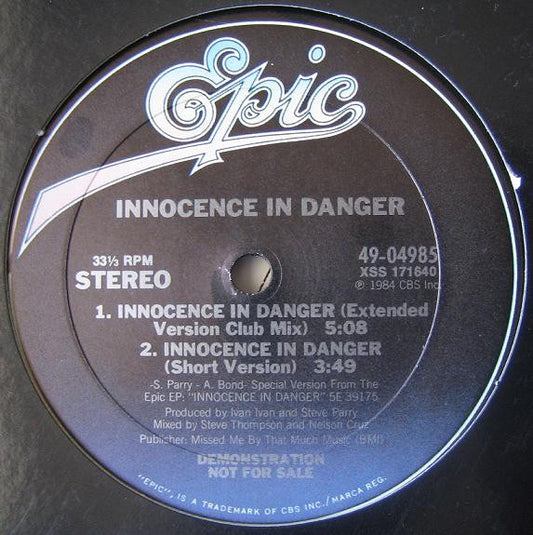 Epic
INNOCENCE IN DANGER
33⅓ RPM
STEREO
49-04985
XSS 171640
℗ 1984 CBS Inc.
1. INNOCENCE IN DANGER (Extended
Version Club Mix) 5:08
2. INNOCENCE IN DANGER
(Short Version) 3:49
-S. Parry - A. Bond- Special Version From The
Epic EP: "INNOCENCE IN DANGER" 5E 39175
Produced by Ivan Ivan and Steve Parry
Mixed by Steve Thompson and Nelson Cruz
Publisher: Missed Me By That Much Music (BMI)
DEMONSTRATION
NOT FOR SALE
"EPIC", IS A TRADEMARK OF CBS INC./MARCA REG.